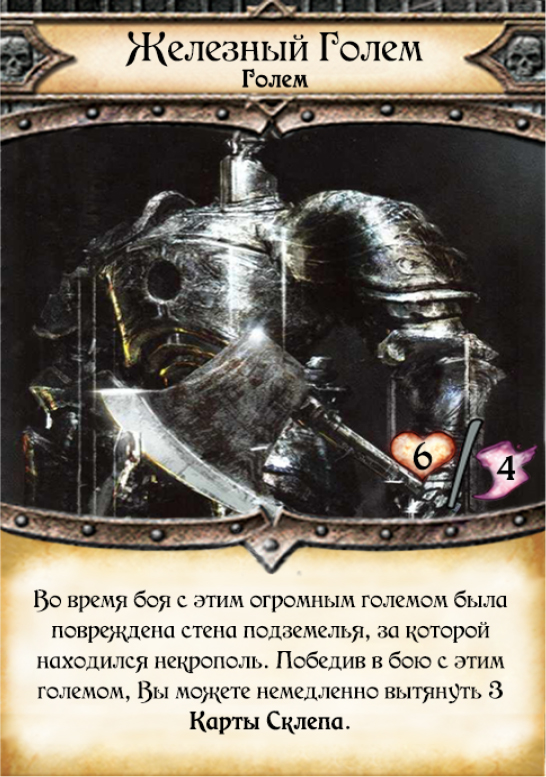 Железный Голем
Голем
6
4
Во время боя с этим огромным големом была
повреждена стена подземелья, за которой
находился некрополь. Победив в бою с этим
големом, Вы можете немедленно вытянуть 3
Карты Склепа.